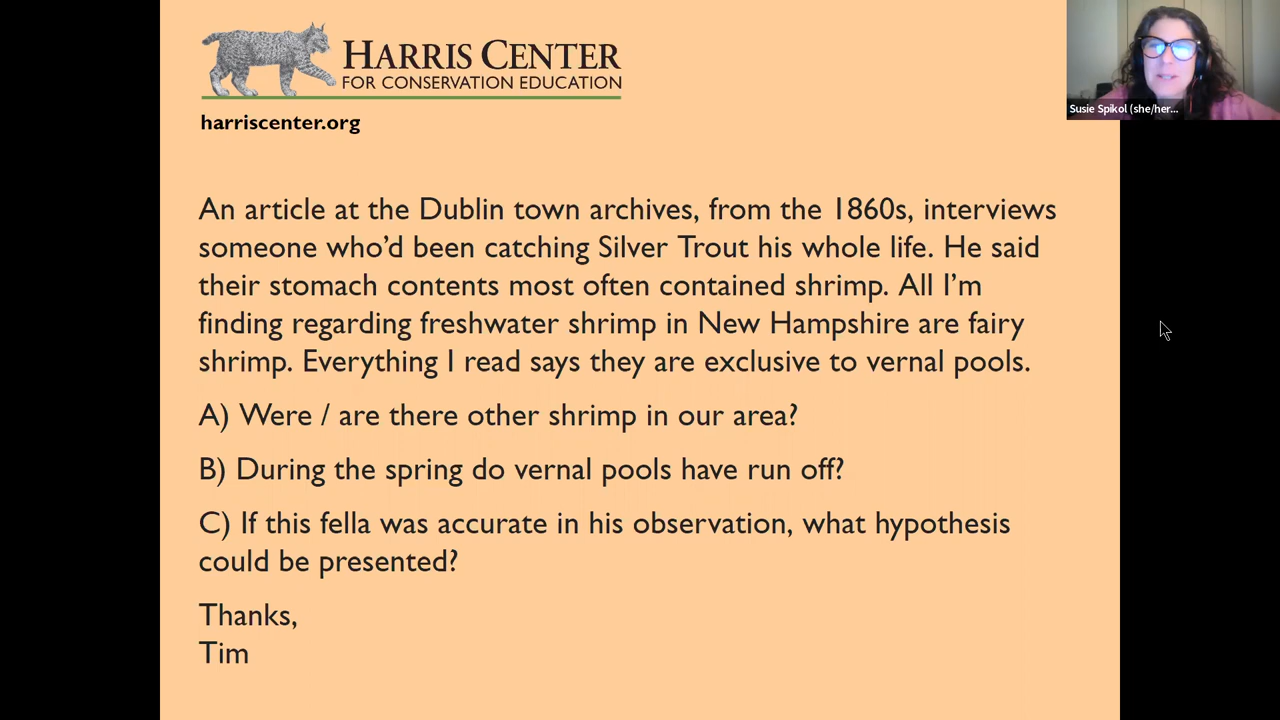 HARRIS CENTER
FOR CONSERVATION EDUCATION
harriscenter.org
Susie Spikol (she/her...
An article at the Dublin town archives, from the 1860s, interviews
someone who'd been catching Silver Trout his whole life. He said
their stomach contents most often contained shrimp. All I'm
finding regarding freshwater shrimp in New Hampshire are fairy
shrimp. Everything I read says they are exclusive to vernal pools.
A) Were / are there other shrimp in our area?
B) During the spring do vernal pools have run off?
C) If this fella was accurate in his observation, what hypothesis
could be presented?
Thanks,
Tim